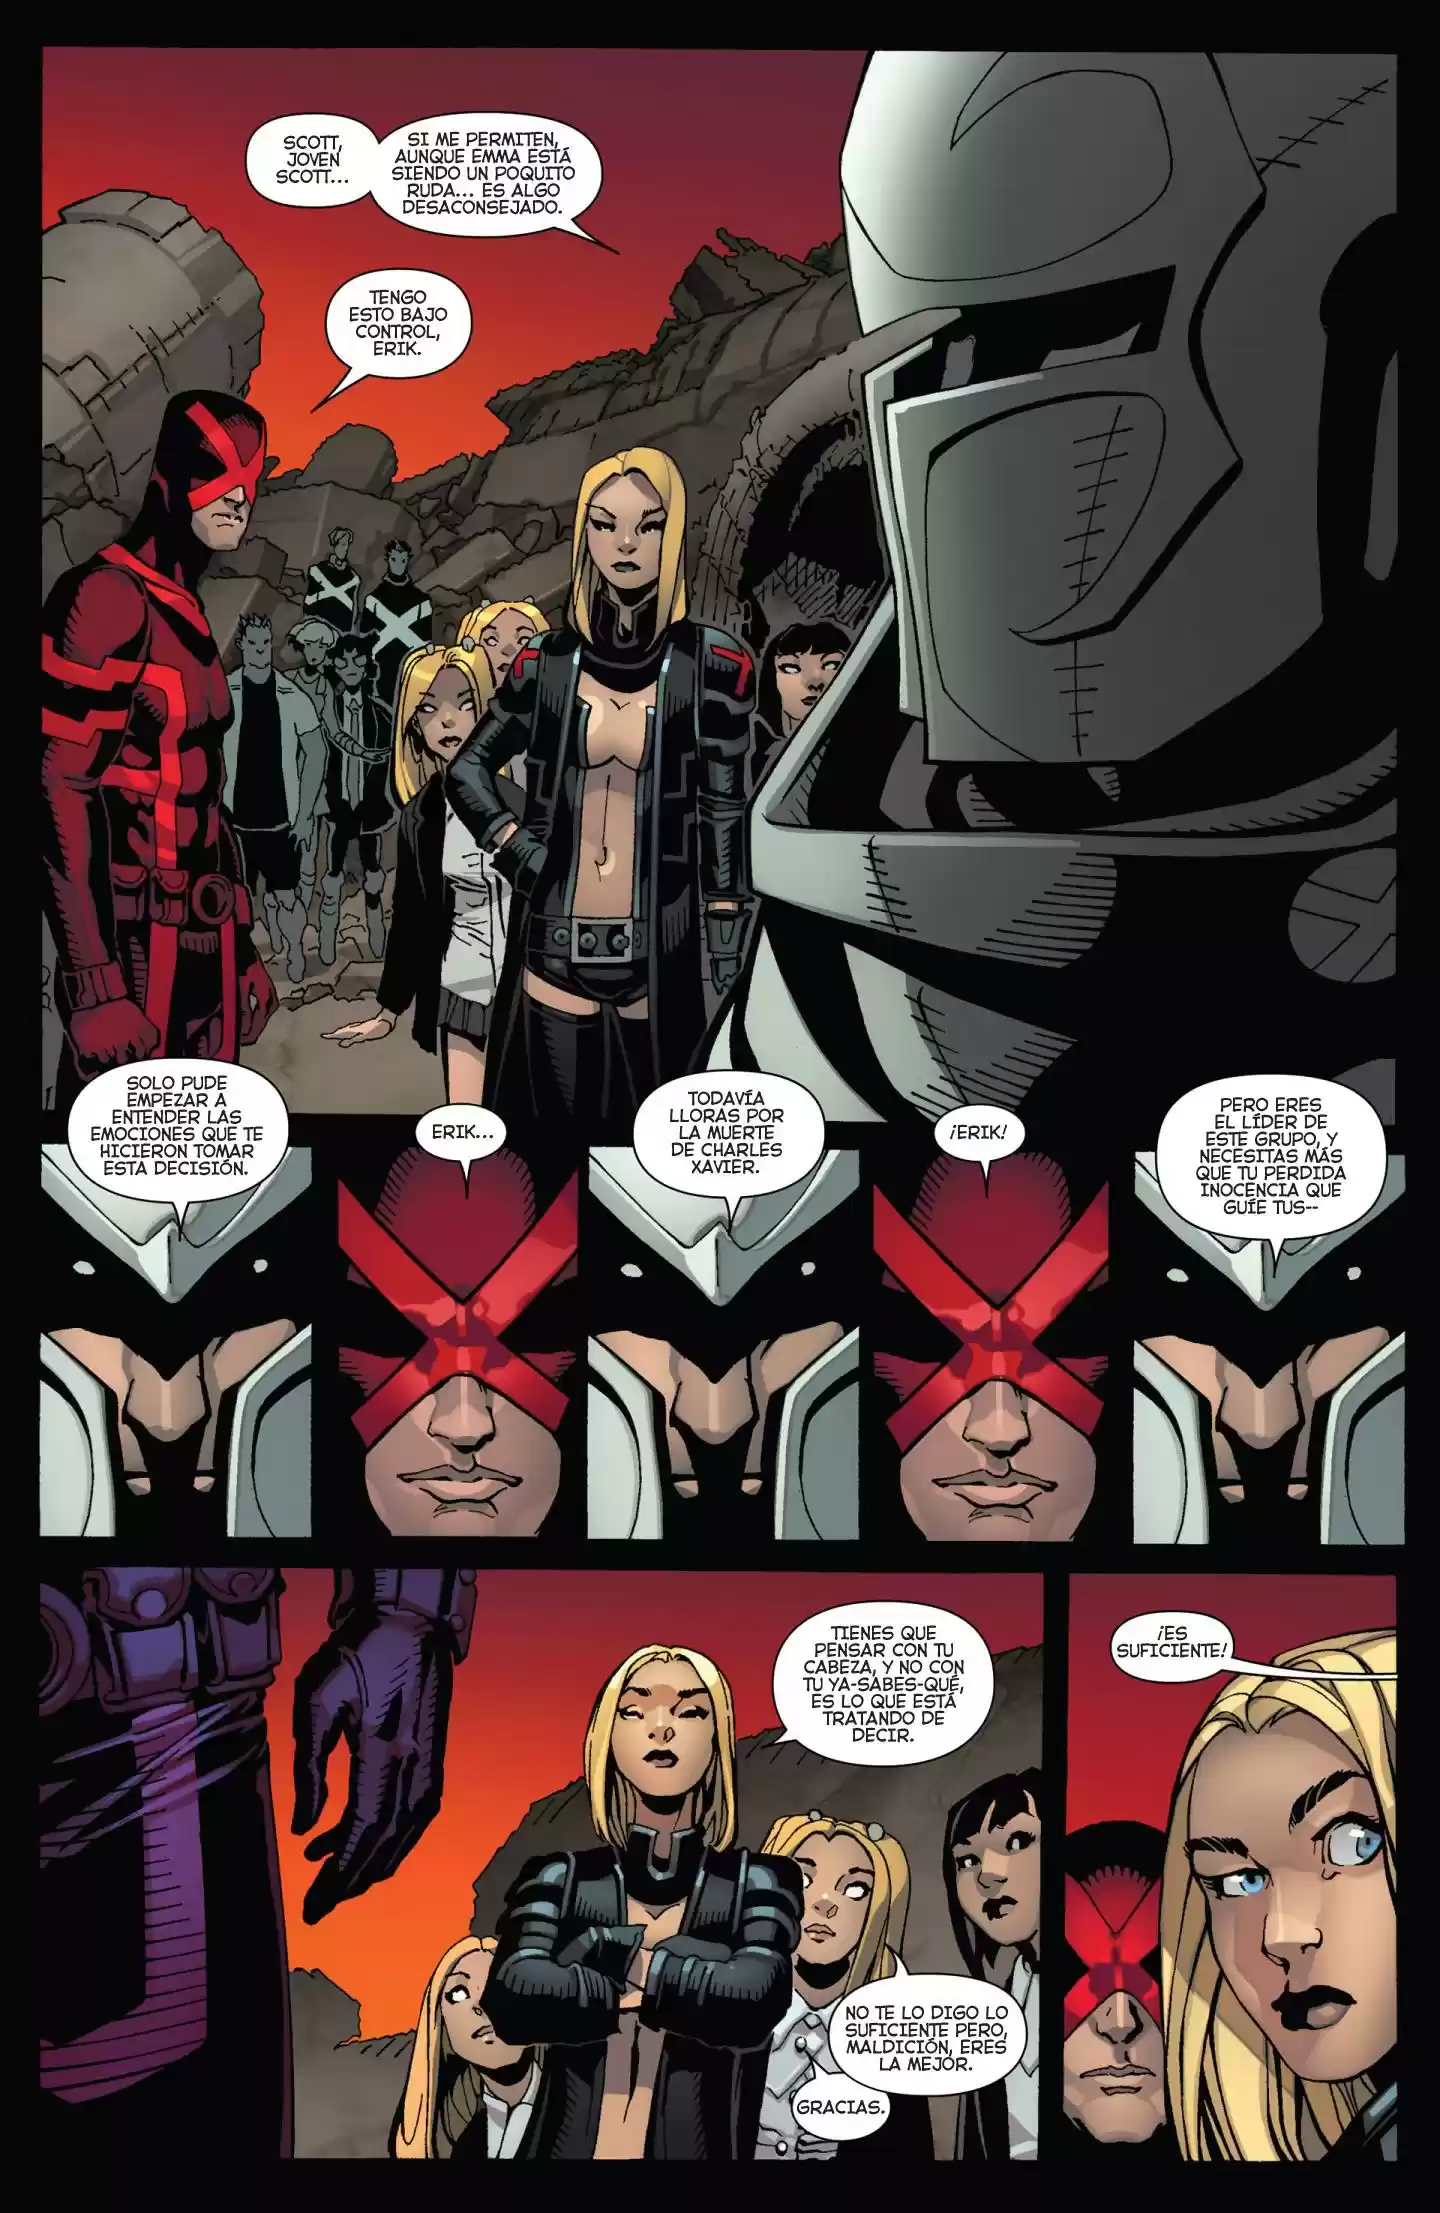 SCOTT,
JOVEN
SCOTT...
SI ME PERMITEN,
AUNQUE EMMA ESTÁ
SIENDO UN POQUITO
RUDA... ES ALGO
DESACONSEJADO.
TENGO
ESTO BAJO
CONTROL,
ERIK.
SOLO PUDE
EMPEZAR A
ENTENDER LAS
EMOCIONES QUE TE
HICIERON TOMAR
ESTA DECISIÓN.
ERIK...
TODAVÍA
LLORAS POR
LA MUERTE
DE CHARLES
XAVIER.
¡ERIK!
PERO ERES
EL LÍDER DE
ESTE GRUPO, Y
NECESITAS MÁS
QUE TU PERDIDA
INOCENCIA QUE
GUÍE TUS--
TIENES QUE
PENSAR CON TU
CABEZA, Y NO CON
TU YA-SABES-QUÉ,
ES LO QUE ESTÁ
TRATANDO DE
DECIR.
NO TE LO DIGO LO
SUFICIENTE PERO,
MALDICIÓN, ERES
LA MEJOR.
GRACIAS.
¡ES
SUFICIENTE!